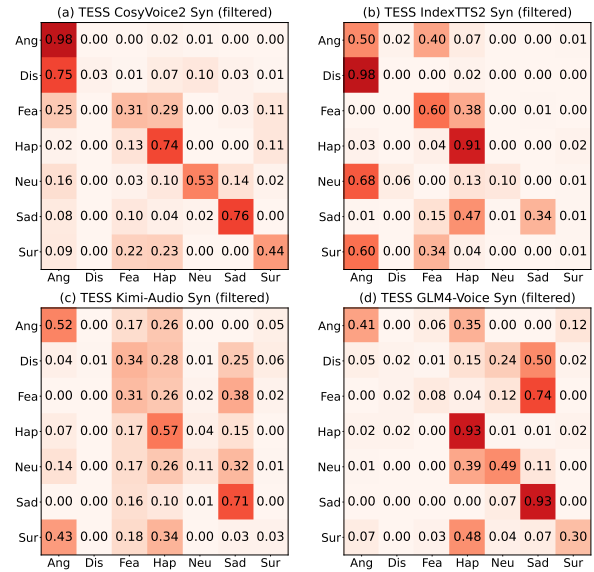 (a) TESS CosyVoice2 Syn (filtered)
Ang 0.98 0.00 0.00 0.02 0.01 0.00 0.00
Dis 0.75 0.03 0.01 0.07 0.10 0.03 0.01
Fea 0.25 0.00 0.31 0.29 0.00 0.03 0.11
Hap 0.02 0.00 0.13 0.74 0.00 0.00 0.11
Neu 0.16 0.00 0.03 0.10 0.53 0.14 0.02
Sad 0.08 0.00 0.10 0.04 0.02 0.76 0.00
Sur 0.09 0.00 0.22 0.23 0.00 0.00 0.44
Ang Dis Fea Hap Neu Sad Sur
(b) TESS IndexTTS2 Syn (filtered)
Ang 0.50 0.02 0.40 0.07 0.00 0.00 0.01
Dis 0.98 0.00 0.00 0.02 0.00 0.00 0.01
Fea 0.00 0.00 0.60 0.38 0.00 0.01 0.00
Hap 0.03 0.00 0.04 0.91 0.00 0.00 0.02
Neu 0.68 0.06 0.00 0.13 0.10 0.00 0.01
Sad 0.01 0.00 0.15 0.47 0.01 0.34 0.01
Sur 0.60 0.00 0.34 0.04 0.00 0.00 0.01
Ang Dis Fea Hap Neu Sad Sur
(c) TESS Kimi-Audio Syn (filtered)
Ang 0.52 0.00 0.17 0.26 0.00 0.00 0.05
Dis 0.04 0.01 0.34 0.28 0.01 0.25 0.06
Fea 0.00 0.00 0.31 0.26 0.02 0.38 0.02
Hap 0.07 0.00 0.17 0.57 0.04 0.15 0.00
Neu 0.14 0.00 0.17 0.26 0.11 0.32 0.01
Sad 0.00 0.00 0.16 0.10 0.01 0.71 0.00
Sur 0.43 0.00 0.18 0.34 0.00 0.03 0.03
Ang Dis Fea Hap Neu Sad Sur
(d) TESS GLM4-Voice Syn (filtered)
Ang 0.41 0.00 0.06 0.35 0.00 0.00 0.12
Dis 0.05 0.02 0.01 0.15 0.24 0.50 0.02
Fea 0.00 0.02 0.08 0.04 0.12 0.74 0.00
Hap 0.02 0.02 0.00 0.93 0.01 0.01 0.02
Neu 0.01 0.00 0.00 0.39 0.49 0.11 0.00
Sad 0.00 0.00 0.00 0.00 0.07 0.93 0.00
Sur 0.07 0.00 0.03 0.48 0.04 0.07 0.30
Ang Dis Fea Hap Neu Sad Sur